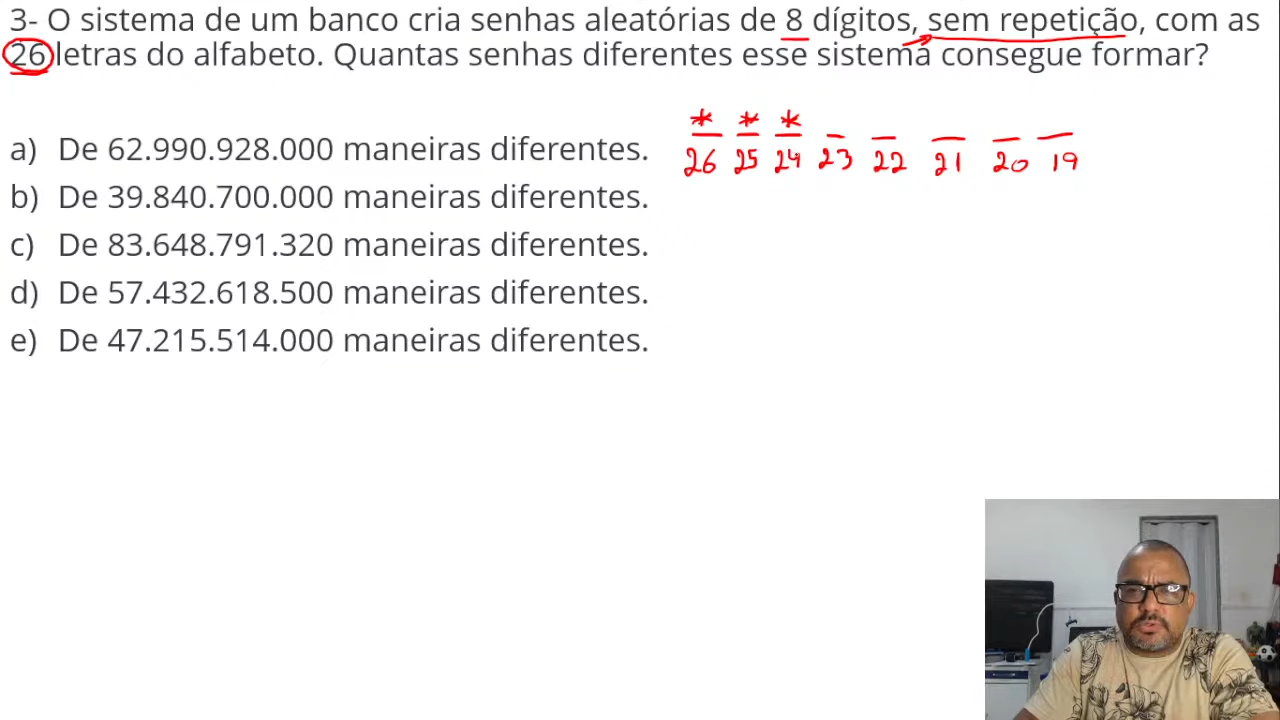 3- O sistema de um banco cria senhas aleatórias de 8 dígitos, sem repetição, com as
26 letras do alfabeto. Quantas senhas diferentes esse sistema consegue formar?
* * *
26 25 24 23 22 21 20 19
a) De 62.990.928.000 maneiras diferentes.
b) De 39.840.700.000 maneiras diferentes.
c) De 83.648.791.320 maneiras diferentes.
d) De 57.432.618.500 maneiras diferentes.
e) De 47.215.514.000 maneiras diferentes.